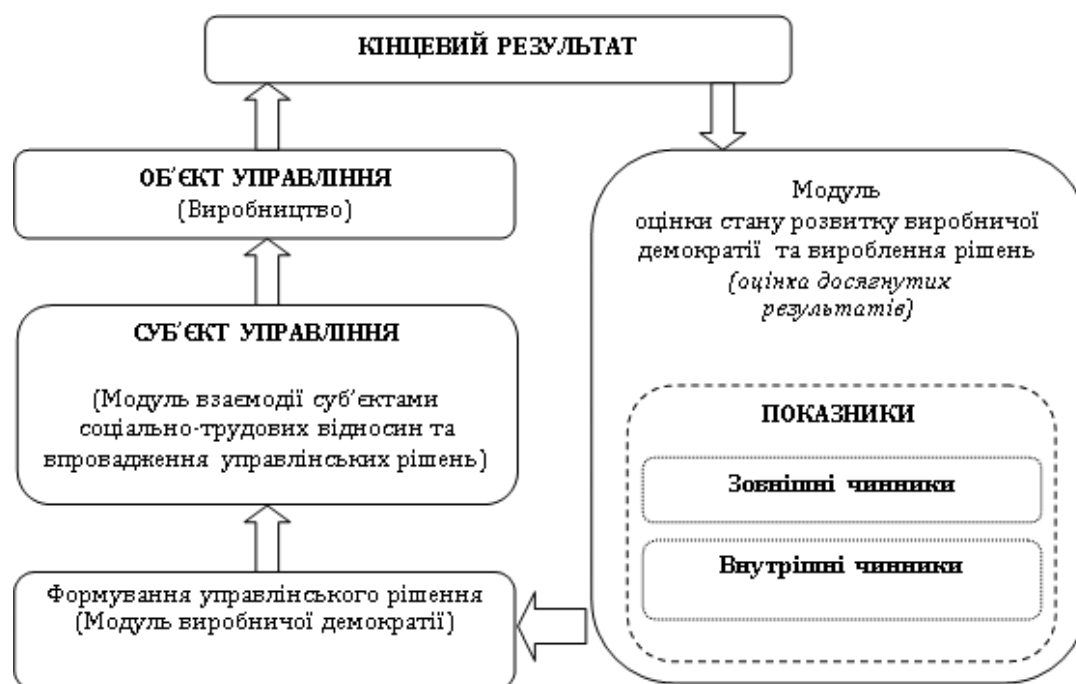 КІНЦЕВИЙ РЕЗУЛЬТАТ
ОБ'ЄКТ УПРАВЛІННЯ
(Виробництво)
СУБ'ЄКТ УПРАВЛІННЯ
(Модуль взаємодії суб'єктами
соціально-трудових відносин та
впровадження управлінських рішень)
Формування управлінського рішення
(Модуль виробничої демократії)
Модуль
оцінки стану розвитку виробничої
демократії та вироблення рішень
(оцінка досягнутих
результатів)
ПОКАЗНИКИ
Зовнішні чинники
Внутрішні чинники